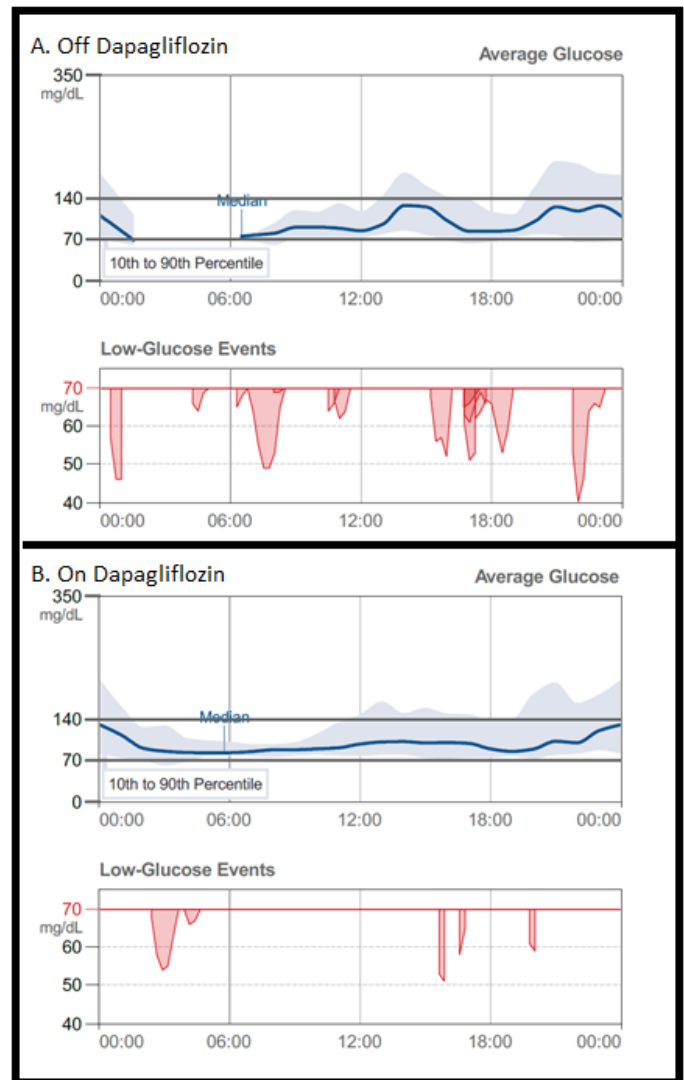 A. Off Dapagliflozin
Average Glucose
350
mg/dL
140
Median
70
10th to 90th Percentile
0
00:00 06:00 12:00 18:00 00:00
Low-Glucose Events
70
mg/dL
60
50
40
00:00 06:00 12:00 18:00 00:00
B. On Dapagliflozin
Average Glucose
350
mg/dL
140
Median
70
10th to 90th Percentile
0
00:00 06:00 12:00 18:00 00:00
Low-Glucose Events
70
mg/dL
60
50
40
00:00 06:00 12:00 18:00 00:00